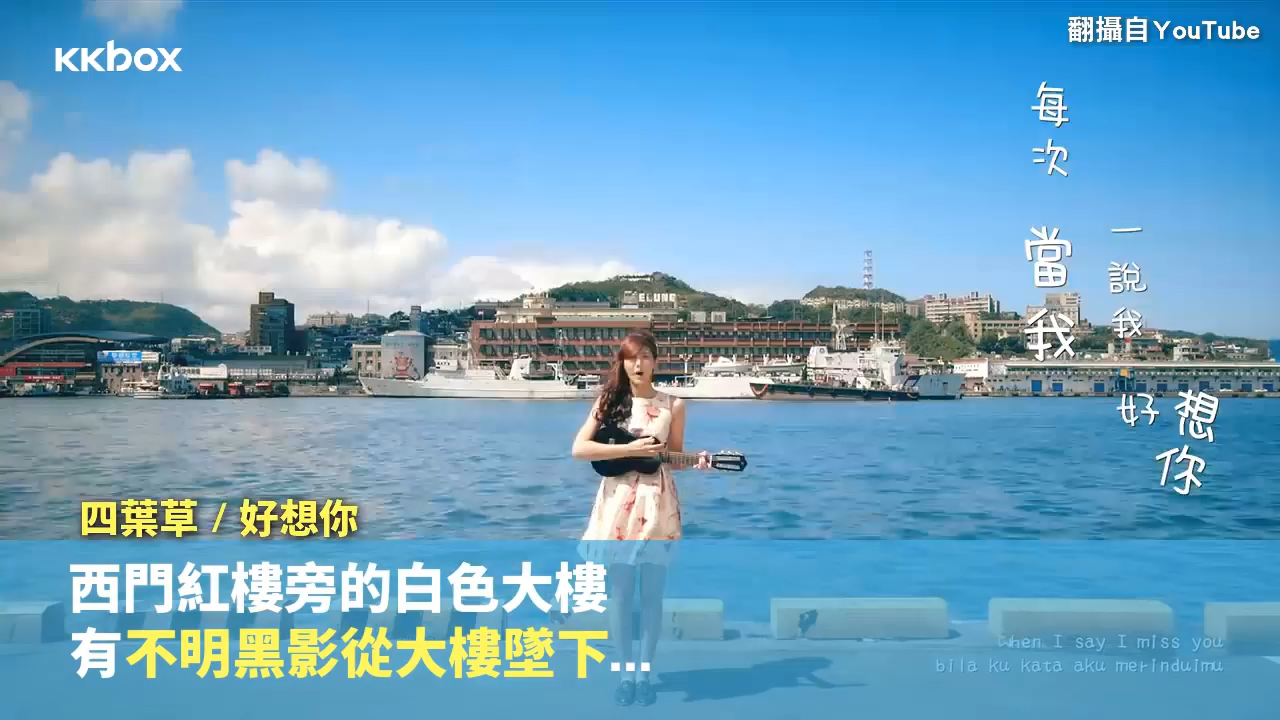 KKBOX
翻攝自YouTube
每次
當我
一說我
好想你
KEELUNG
四葉草 / 好想你
西門紅樓旁的白色大樓
有不明黑影從大樓墜下...
When I say I miss you
bila ku kata aku merinduimu